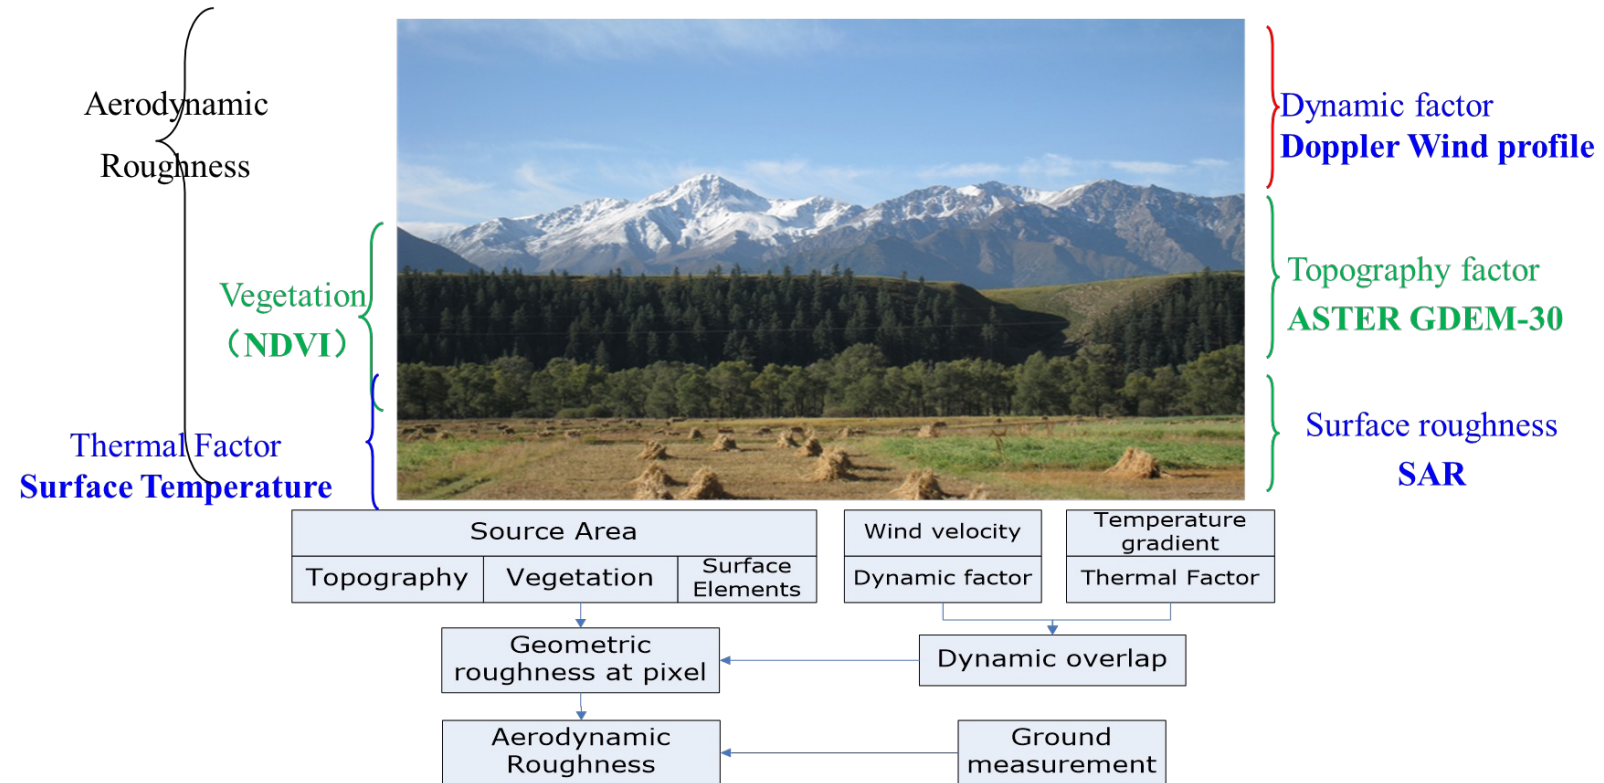 Aerodynamic
Roughness
Dynamic factor
Doppler Wind profile
Vegetation
（NDVI）
Topography factor
ASTER GDEM-30
Thermal Factor
Surface Temperature
Surface roughness
SAR
Source Area
Topography
Vegetation
Surface
Elements
Wind velocity
Dynamic factor
Temperature
gradient
Thermal Factor
Geometric
roughness at pixel
Dynamic overlap
Aerodynamic
Roughness
Ground
measurement